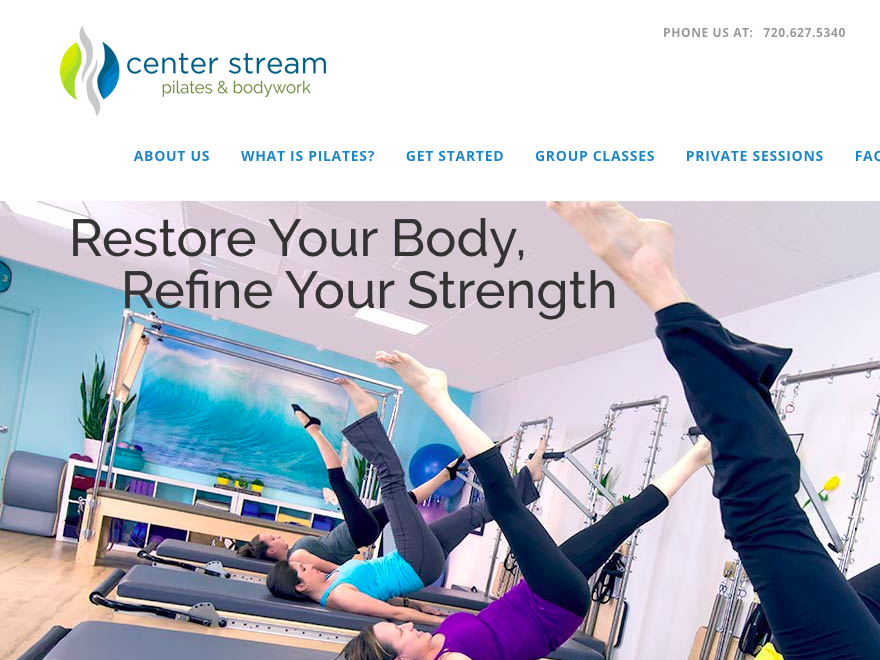 PHONE US AT: 720.627.5340
center stream
pilates & bodywork
ABOUT US WHAT IS PILATES? GET STARTED GROUP CLASSES PRIVATE SESSIONS FAQ
Restore Your Body,
Refine Your Strength